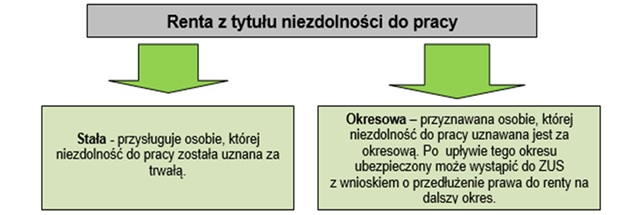 Renta z tytułu niezdolności do pracy
Stała - przysługuje osobie, której
niezdolność do pracy została uznana za
trwałą.
Okresowa – przyznawana osobie, której
niezdolność do pracy uznawana jest za
okresową. Po upływie tego okresu
ubezpieczony może wystąpić do ZUS
z wnioskiem o przedłużenie prawa do renty na
dalszy okres.